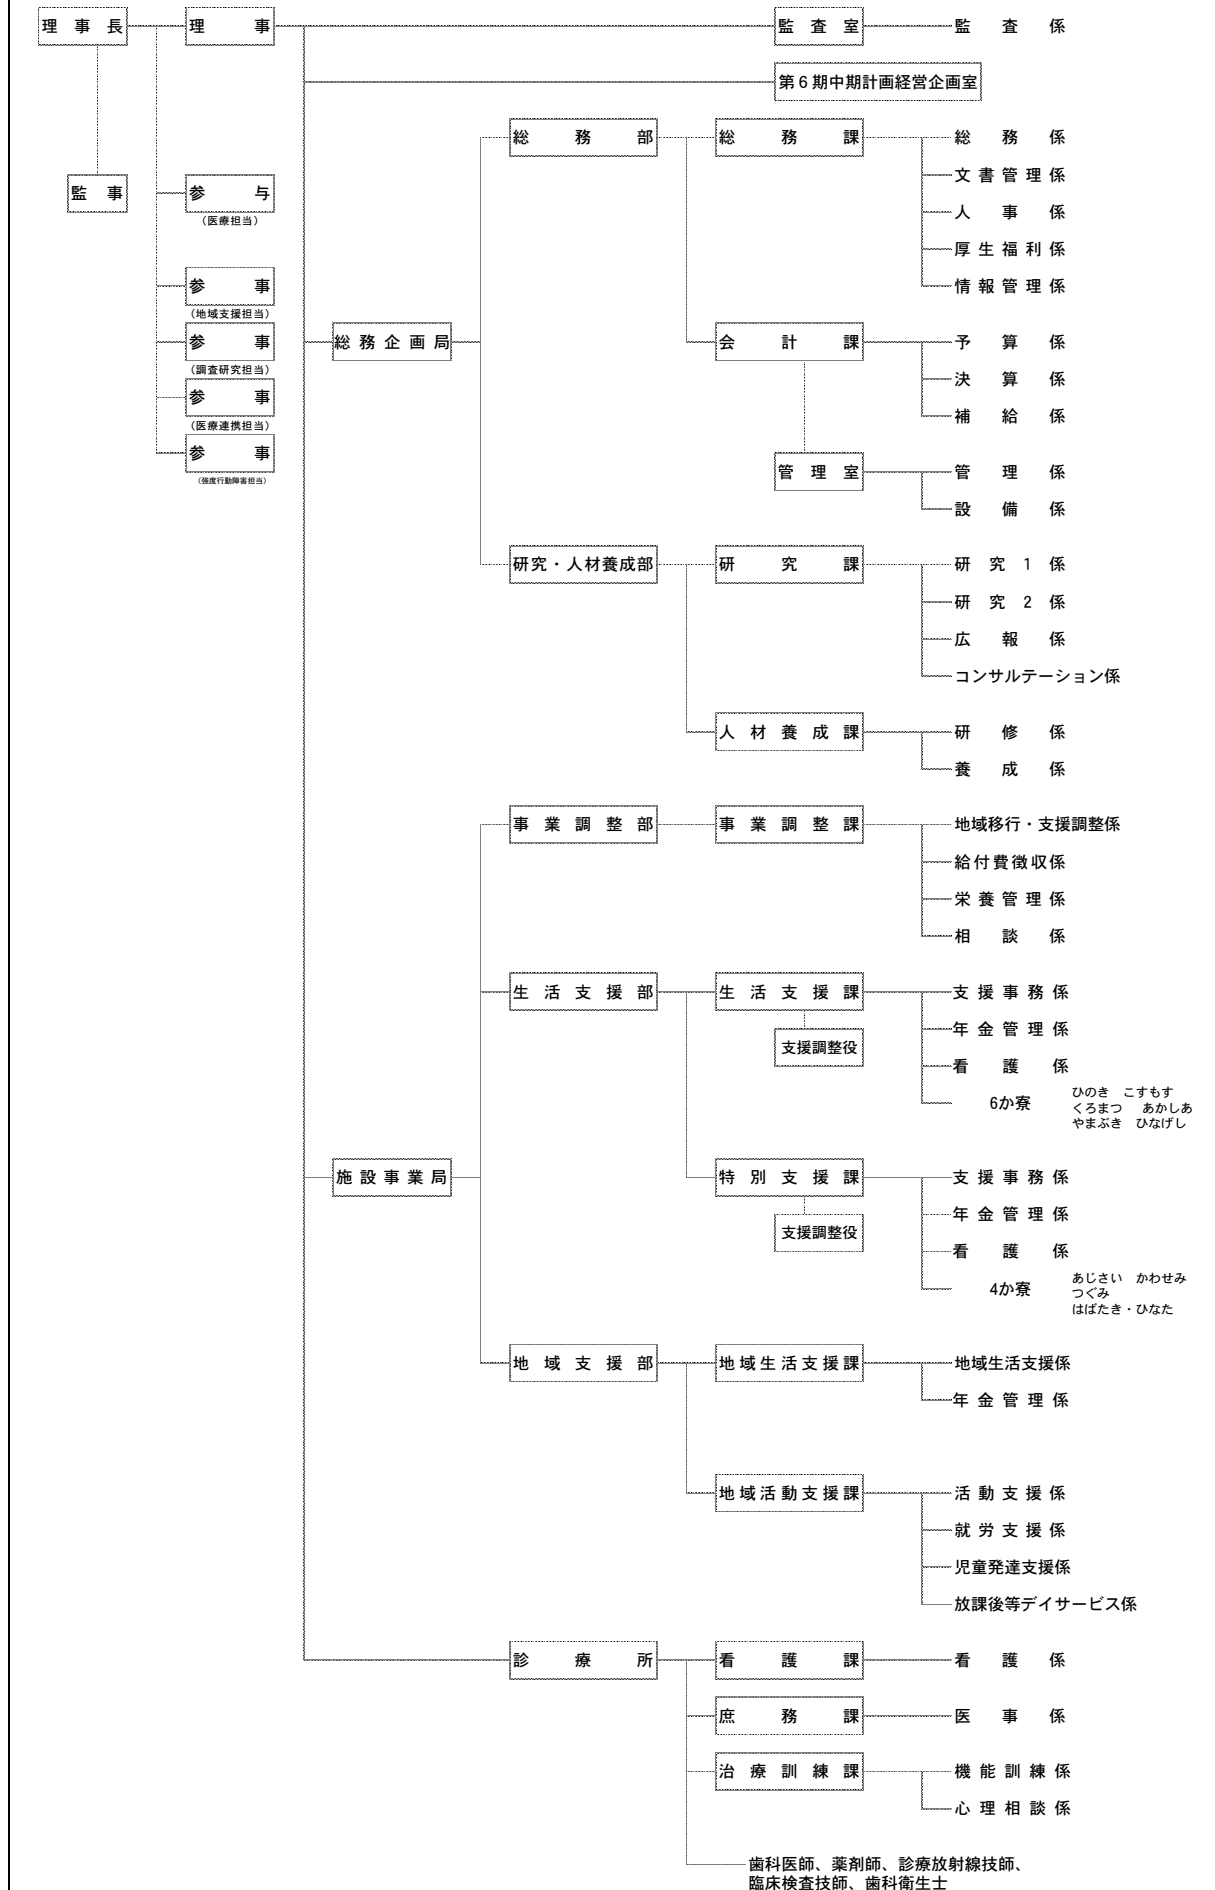 理事長 理事 監査室 監査係
第6期中期計画経営企画室
総務部 総務課 総務係
文書管理係
監事 参与 人事係
(医療担当)
厚生福利係
参事 情報管理係
(地域支援担当)
参事 総務企画局 会計課 予算係
(調査研究担当)
決算係
参事
補給係
(医療連携担当)
参事
管理室 管理係
(強度行動障害担当)
設備係
研究・人材養成部 研究課 研究1係
研究2係
広報係
コンサルテーション係
人材養成課 研修係
養成係
事業調整部 事業調整課 地域移行・支援調整係
給付費徴収係
栄養管理係
相談係
生活支援部 生活支援課 支援事務係
年金管理係
支援調整役
看護係
6か寮
ひのき こすもす
くろまつ あかしあ
やまぶき ひなげし
施設事業局 特別支援課 支援事務係
年金管理係
支援調整役
看護係
4か寮
あじさい かわせみ
つぐみ
はばたき・ひなた
地域支援部 地域生活支援課 地域生活支援係
年金管理係
地域活動支援課 活動支援係
就労支援係
児童発達支援係
放課後等デイサービス係
診療所 看護課 看護係
庶務課 医事係
治療訓練課 機能訓練係
心理相談係
歯科医師、薬剤師、診療放射線技師、
臨床検査技師、歯科衛生士